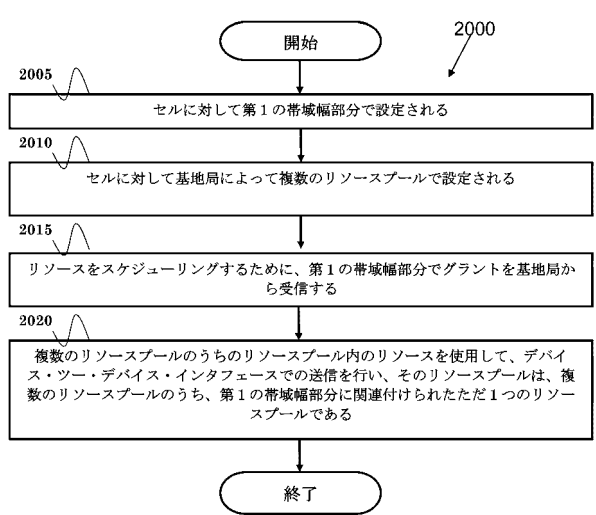 開始
2000
2005
セルに対して第1の帯域幅部分で設定される
2010
セルに対して基地局によって複数のリソースプールで設定される
2015
リソースをスケジューリングするために、第1の帯域幅部分でグラントを基地局か
ら受信する
2020
複数のリソースプールのうちのリソースプール内のリソースを使用して、デバイ
ス・ツー・デバイス・インタフェースでの送信を行い、そのリソースプールは、複
数のリソースプールのうち、第1の帯域幅部分に関連付けられたただ1つのリソー
スプールである
終了